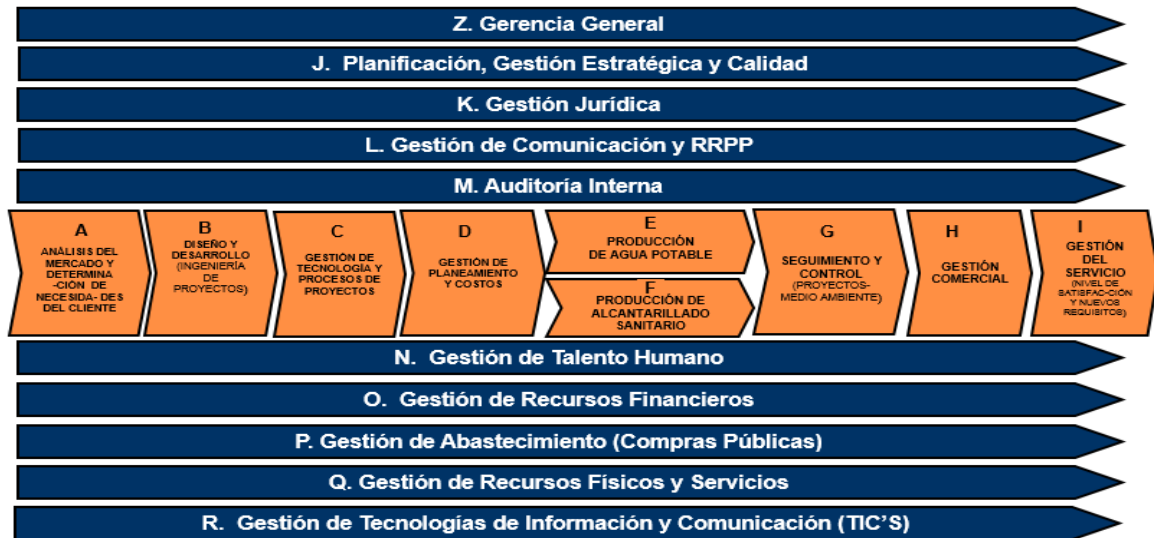 Z. Gerencia General
J. Planificación, Gestión Estratégica y Calidad
K. Gestión Jurídica
L. Gestión de Comunicación y RRPP
M. Auditoría Interna
A
ANÁLISIS DEL
MERCADO Y
DETERMINA
-CIÓN DE
NECESIDA- DES
DEL CLIENTE
B
DISEÑO Y
DESARROLLO
(INGENIERÍA
DE
PROYECTOS)
C
GESTIÓN DE
TECNOLOGÍA Y
PROCESOS DE
PROYECTOS
D
GESTIÓN DE
PLANEAMIENTO
Y COSTOS
E
PRODUCCIÓN
DE AGUA POTABLE
F
PRODUCCIÓN DE
ALCANTARILLADO
SANITARIO
G
SEGUIMIENTO Y
CONTROL
(PROYECTOS-
MEDIO AMBIENTE)
H
GESTIÓN
COMERCIAL
I
GESTIÓN
DEL
SERVICIO
(NIVEL DE
SATISFAC-CIÓN
Y NUEVOS
REQUISITOS)
N. Gestión de Talento Humano
O. Gestión de Recursos Financieros
P. Gestión de Abastecimiento (Compras Públicas)
Q. Gestión de Recursos Físicos y Servicios
R. Gestión de Tecnologías de Información y Comunicación (TIC'S)